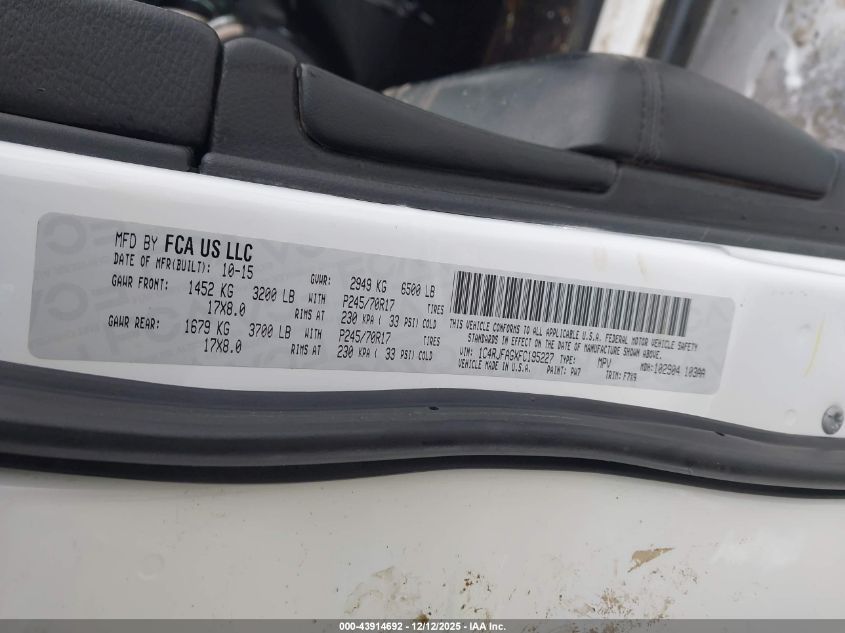 MFD BY FCA US LLC
DATE OF MFR(BUILT): 10-15 GVWR: 2949 KG 6500 LB
GAWR FRONT: 1452 KG 3200 LB WITH P245/70R17 TIRES
17X8.0 RIMS AT 230 KPA ( 33 PSI) COLD
GAWR REAR: 1679 KG 3700 LB WITH P245/70R17 TIRES
17X8.0 RIMS AT 230 KPA ( 33 PSI) COLD
THIS VEHICLE CONFORMS TO ALL APPLICABLE U.S.A. FEDERAL MOTOR VEHICLE SAFETY
STANDARDS IN EFFECT ON THE DATE OF MANUFACTURE SHOWN ABOVE.
VIN: 1C4RJFAGXFC195227 TYPE: MPV MDH:102904 103AA
VEHICLE MADE IN U.S.A. PAINT: PW7 TRIM: F7X9
000-43914692 - 12/12/2025 - IAA Inc.